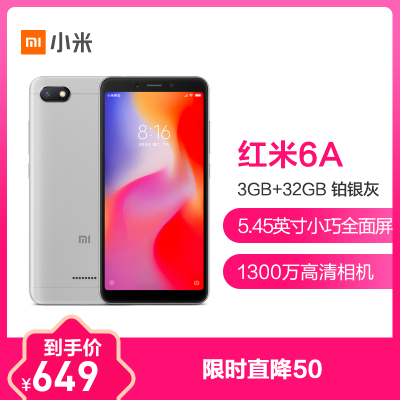 mi 小米
8:16
mi
红米6A
3GB+32GB 铂银灰
5.45英寸小巧全面屏
1300万高清相机
到手价
¥649
限时直降50